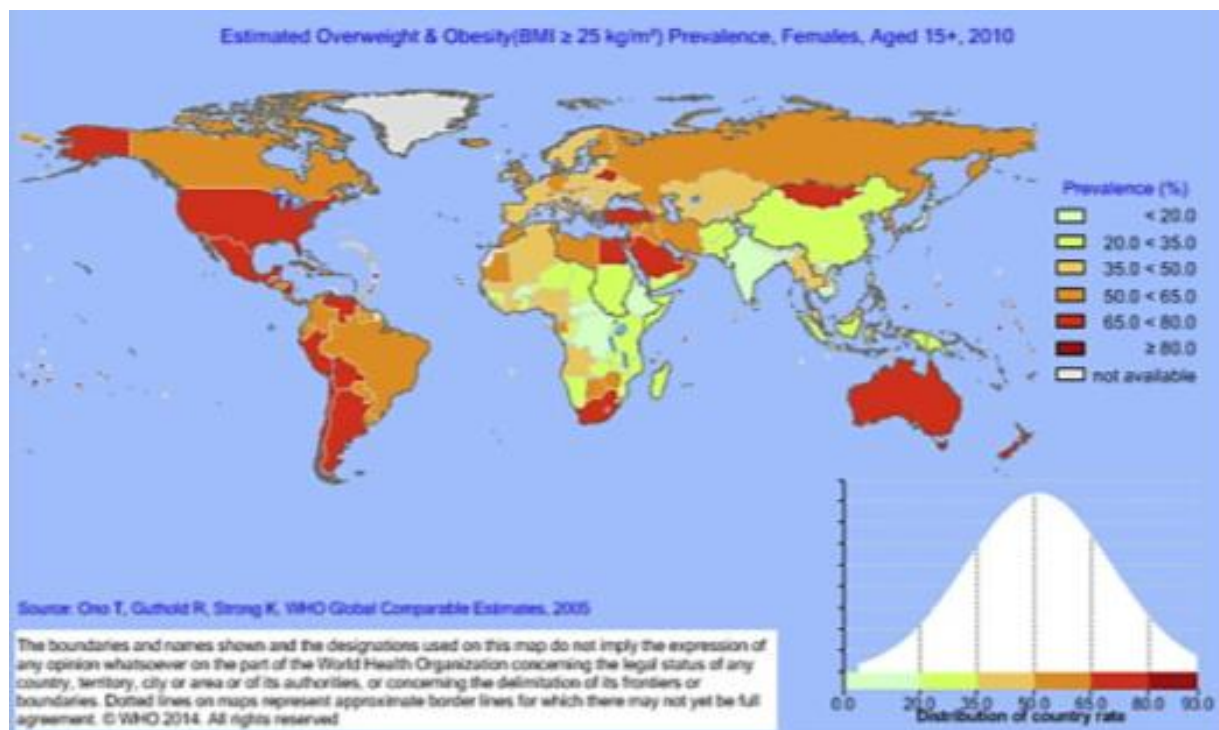 Estimated Overweight & Obesity(BMI ≥ 25 kg/m²) Prevalence, Females, Aged 15+, 2010
Prevalence (%)
< 20.0
20.0 < 35.0
35.0 < 50.0
50.0 < 65.0
65.0 < 80.0
≥ 80.0
not available
0.0 20.0 35.0 50.0 65.0 80.0 93.0
Distribution of country rate
Source: Ono T, Guthold R, Strong K. WHO Global Comparable Estimates, 2005
The boundaries and names shown and the designations used on this map do not imply the expression of
any opinion whatsoever on the part of the World Health Organization concerning the legal status of any
country, territory, city or area or of its authorities, or concerning the delimitation of its frontiers or
boundaries. Dotted lines on maps represent approximate border lines for which there may not yet be full
agreement. © WHO 2014. All rights reserved